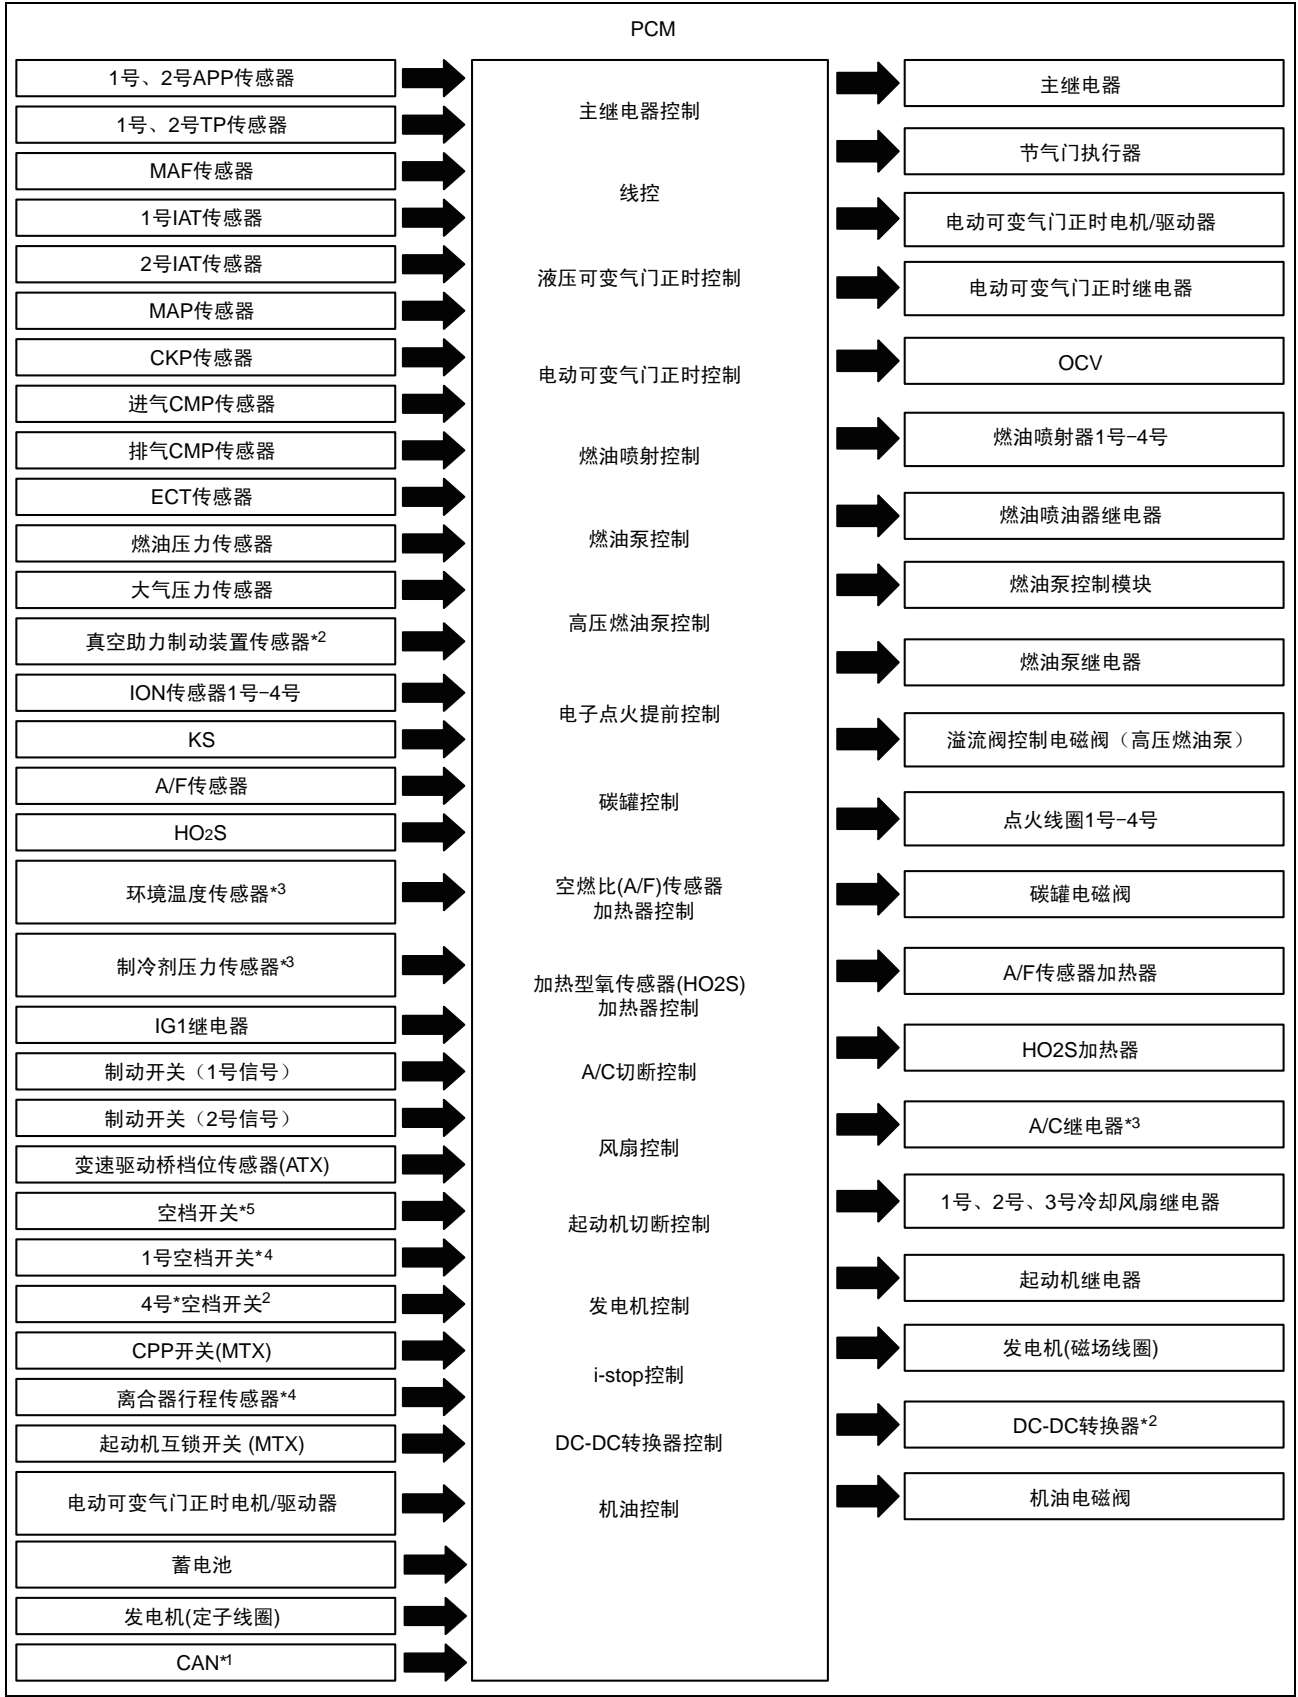 PCM
1号、2号APP传感器
1号、2号TP传感器
MAF传感器
1号IAT传感器
2号IAT传感器
MAP传感器
CKP传感器
进气CMP传感器
排气CMP传感器
ECT传感器
燃油压力传感器
大气压力传感器
真空助力制动装置传感器*2
ION传感器1号-4号
KS
A/F传感器
HO2S
环境温度传感器*3
制冷剂压力传感器*3
IG1继电器
制动开关（1号信号）
制动开关（2号信号）
变速驱动桥档位传感器(ATX)
空档开关*5
1号空档开关*4
4号*空档开关2
CPP开关(MTX)
离合器行程传感器*4
起动机互锁开关 (MTX)
电动可变气门正时电机/驱动器
蓄电池
发电机(定子线圈)
CAN*1
主继电器控制
线控
液压可变气门正时控制
电动可变气门正时控制
燃油喷射控制
燃油泵控制
高压燃油泵控制
电子点火提前控制
碳罐控制
空燃比(A/F)传感器
加热器控制
加热型氧传感器(HO2S)
加热器控制
A/C切断控制
风扇控制
起动机切断控制
发电机控制
i-stop控制
DC-DC转换器控制
机油控制
主继电器
节气门执行器
电动可变气门正时电机/驱动器
电动可变气门正时继电器
OCV
燃油喷射器1号-4号
燃油喷油器继电器
燃油泵控制模块
燃油泵继电器
溢流阀控制电磁阀（高压燃油泵）
点火线圈1号-4号
碳罐电磁阀
A/F传感器加热器
HO2S加热器
A/C继电器*3
1号、2号、3号冷却风扇继电器
起动机继电器
发电机(磁场线圈)
DC-DC转换器*2
机油电磁阀